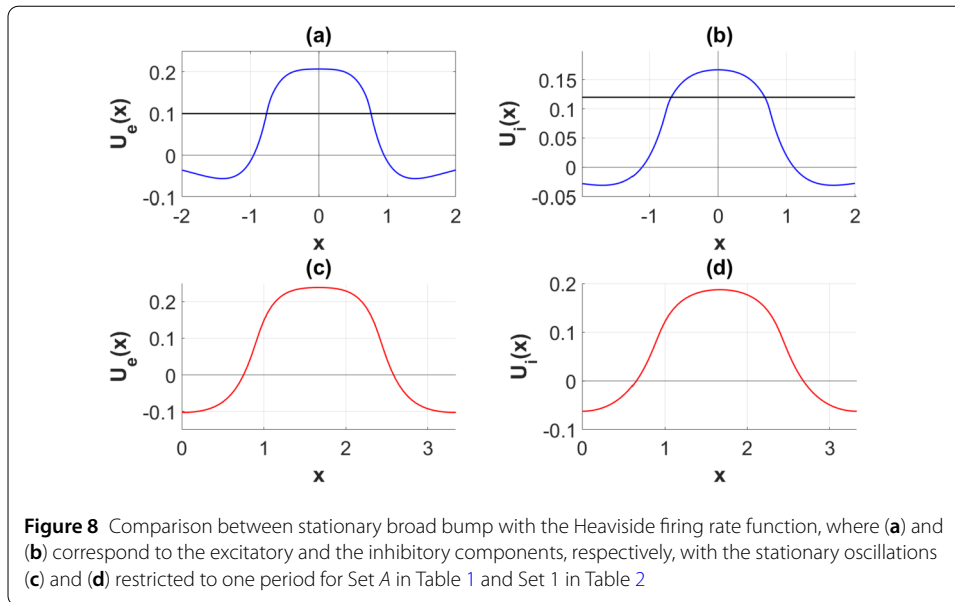 (a)
0.2
0.1
0
-0.1
U_e(x)
-2 -1 0 1 2
x
(b)
0.15
0.1
0.05
0
-0.05
U_i(x)
-1 0 1 2
x
(c)
0.2
0.1
0
-0.1
U_e(x)
0 1 2 3
x
(d)
0.2
0.1
0
-0.1
U_i(x)
0 1 2 3
x
Figure 8 Comparison between stationary broad bump with the Heaviside firing rate function, where (a) and
(b) correspond to the excitatory and the inhibitory components, respectively, with the stationary oscillations
(c) and (d) restricted to one period for Set A in Table 1 and Set 1 in Table 2